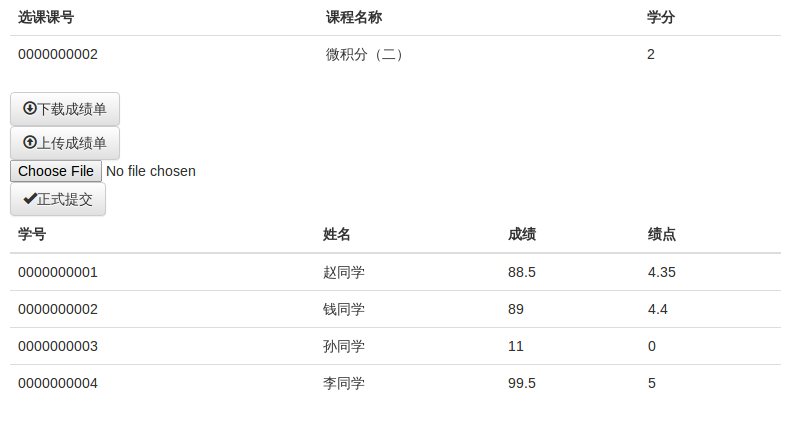 选课课号 课程名称 学分
0000000002 微积分（二） 2
下载成绩单
上传成绩单
Choose File No file chosen
正式提交
学号 姓名 成绩 绩点
0000000001 赵同学 88.5 4.35
0000000002 钱同学 89 4.4
0000000003 孙同学 11 0
0000000004 李同学 99.5 5